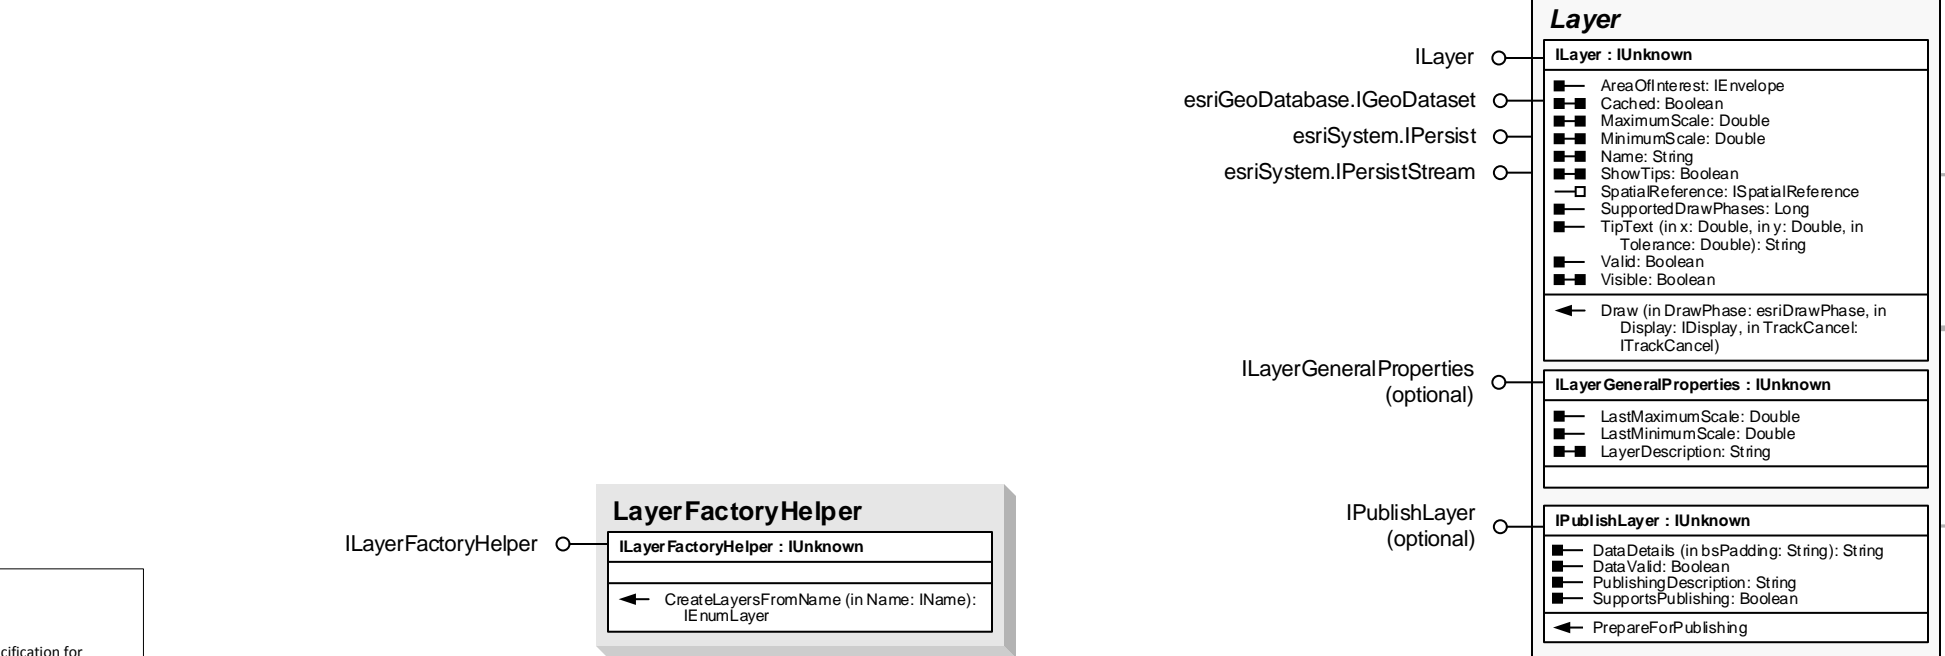 Layer
ILayer
ILayer : IUnknown
AreaOfInterest: IEnvelope
esriGeoDatabase.IGeoDataset
Cached: Boolean
MaximumScale: Double
esriSystem.IPersist
MinimumScale: Double
Name: String
esriSystem.IPersistStream
ShowTips: Boolean
SpatialReference: ISpatialReference
SupportedDrawPhases: Long
TipText (in x: Double, in y: Double, in
Tolerance: Double): String
Valid: Boolean
Visible: Boolean
Draw (in DrawPhase: esriDrawPhase, in
Display: IDisplay, in TrackCancel:
ITrackCancel)
ILayerGeneralProperties
(optional)
ILayerGeneralProperties : IUnknown
LastMaximumScale: Double
LastMinimumScale: Double
LayerDescription: String
LayerFactoryHelper
ILayerFactoryHelper
ILayerFactoryHelper : IUnknown
CreateLayersFromName (in Name: IName):
IEnumLayer
IPublishLayer
(optional)
IPublishLayer : IUnknown
DataDetails (in bsPadding: String): String
DataValid: Boolean
PublishingDescription: String
SupportsPublishing: Boolean
PrepareForPublishing
cification for